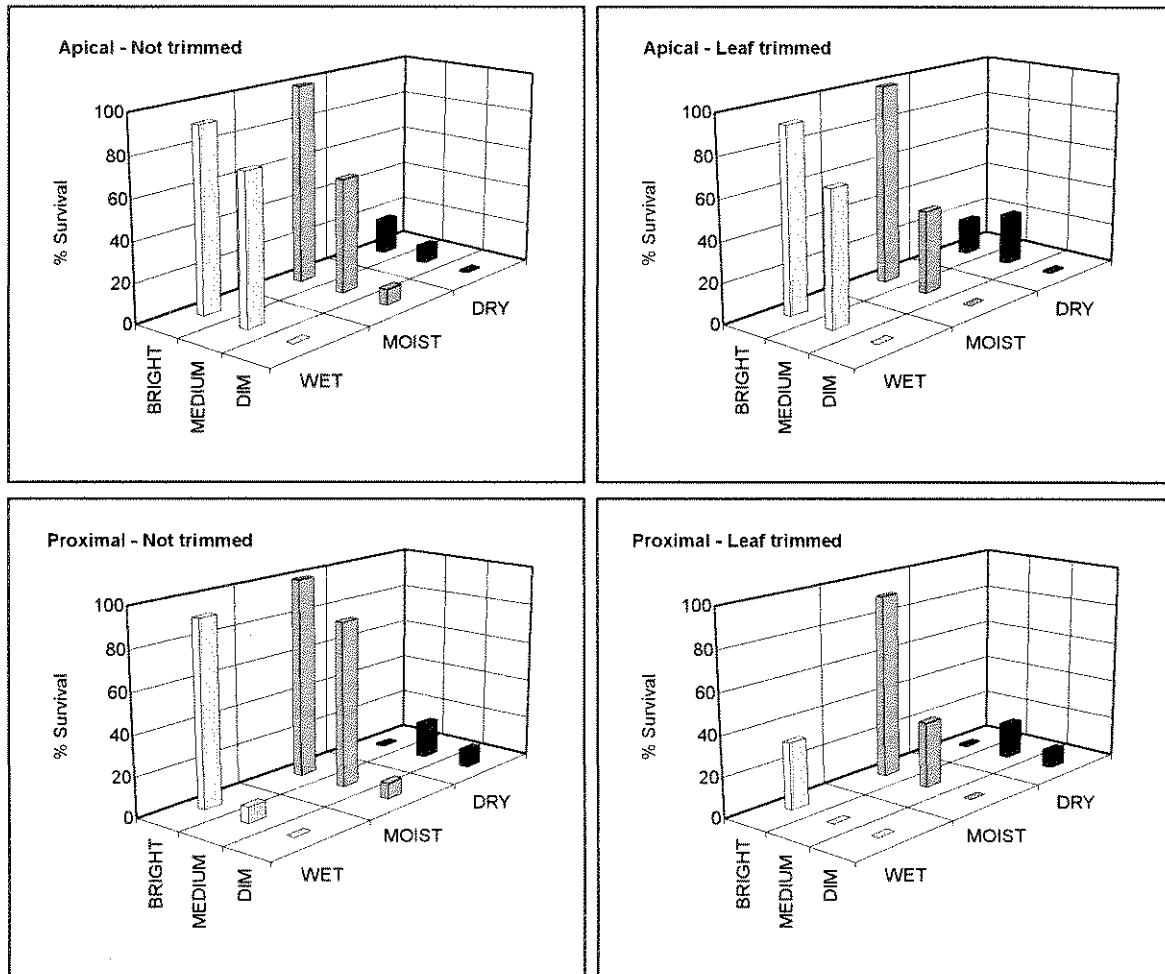 Apical - Not trimmed
% Survival
100
80
60
40
20
0
BRIGHT
MEDIUM
DIM
WET
MOIST
DRY
Apical - Leaf trimmed
% Survival
100
80
60
40
20
0
BRIGHT
MEDIUM
DIM
WET
MOIST
DRY
Proximal - Not trimmed
% Survival
100
80
60
40
20
0
BRIGHT
MEDIUM
DIM
WET
MOIST
DRY
Proximal - Leaf trimmed
% Survival
100
80
60
40
20
0
BRIGHT
MEDIUM
DIM
WET
MOIST
DRY